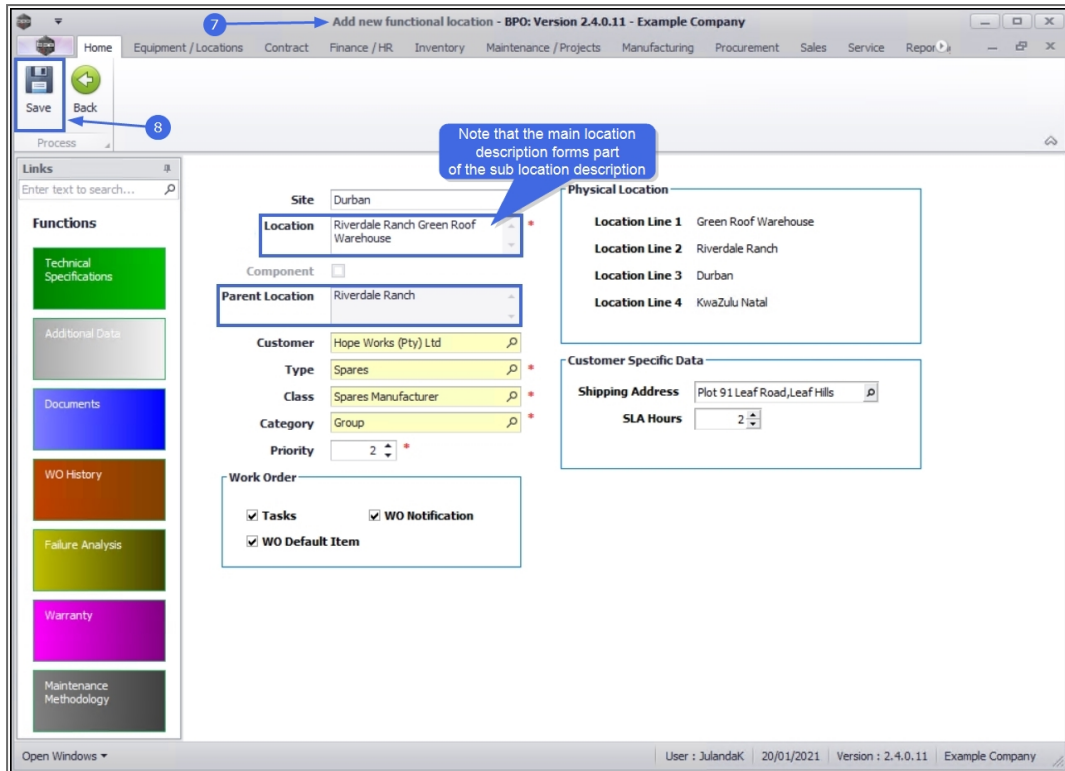 7
Add new functional location - BPO: Version 2.4.0.11 - Example Company
Home Equipment / Locations Contract Finance / HR Inventory Maintenance / Projects Manufacturing Procurement Sales Service Repor
Save Back
8
Process
Note that the main location
description forms part
of the sub location description
Links
Enter text to search...
Functions
Technical
Specifications
Additional Data
Documents
WO History
Failure Analysis
Warranty
Maintenance
Methodology
Site Durban
Location Riverdale Ranch Green Roof
Warehouse
*
Component
Parent Location Riverdale Ranch
Customer Hope Works (Pty) Ltd
Type Spares *
Class Spares Manufacturer *
Category Group *
Priority 2 *
Work Order
Tasks WO Notification
WO Default Item
Physical Location
Location Line 1 Green Roof Warehouse
Location Line 2 Riverdale Ranch
Location Line 3 Durban
Location Line 4 KwaZulu Natal
Customer Specific Data
Shipping Address Plot 91 Leaf Road,Leaf Hills
SLA Hours 2
Open Windows User : JulandaK 20/01/2021 Version : 2.4.0.11 Example Company